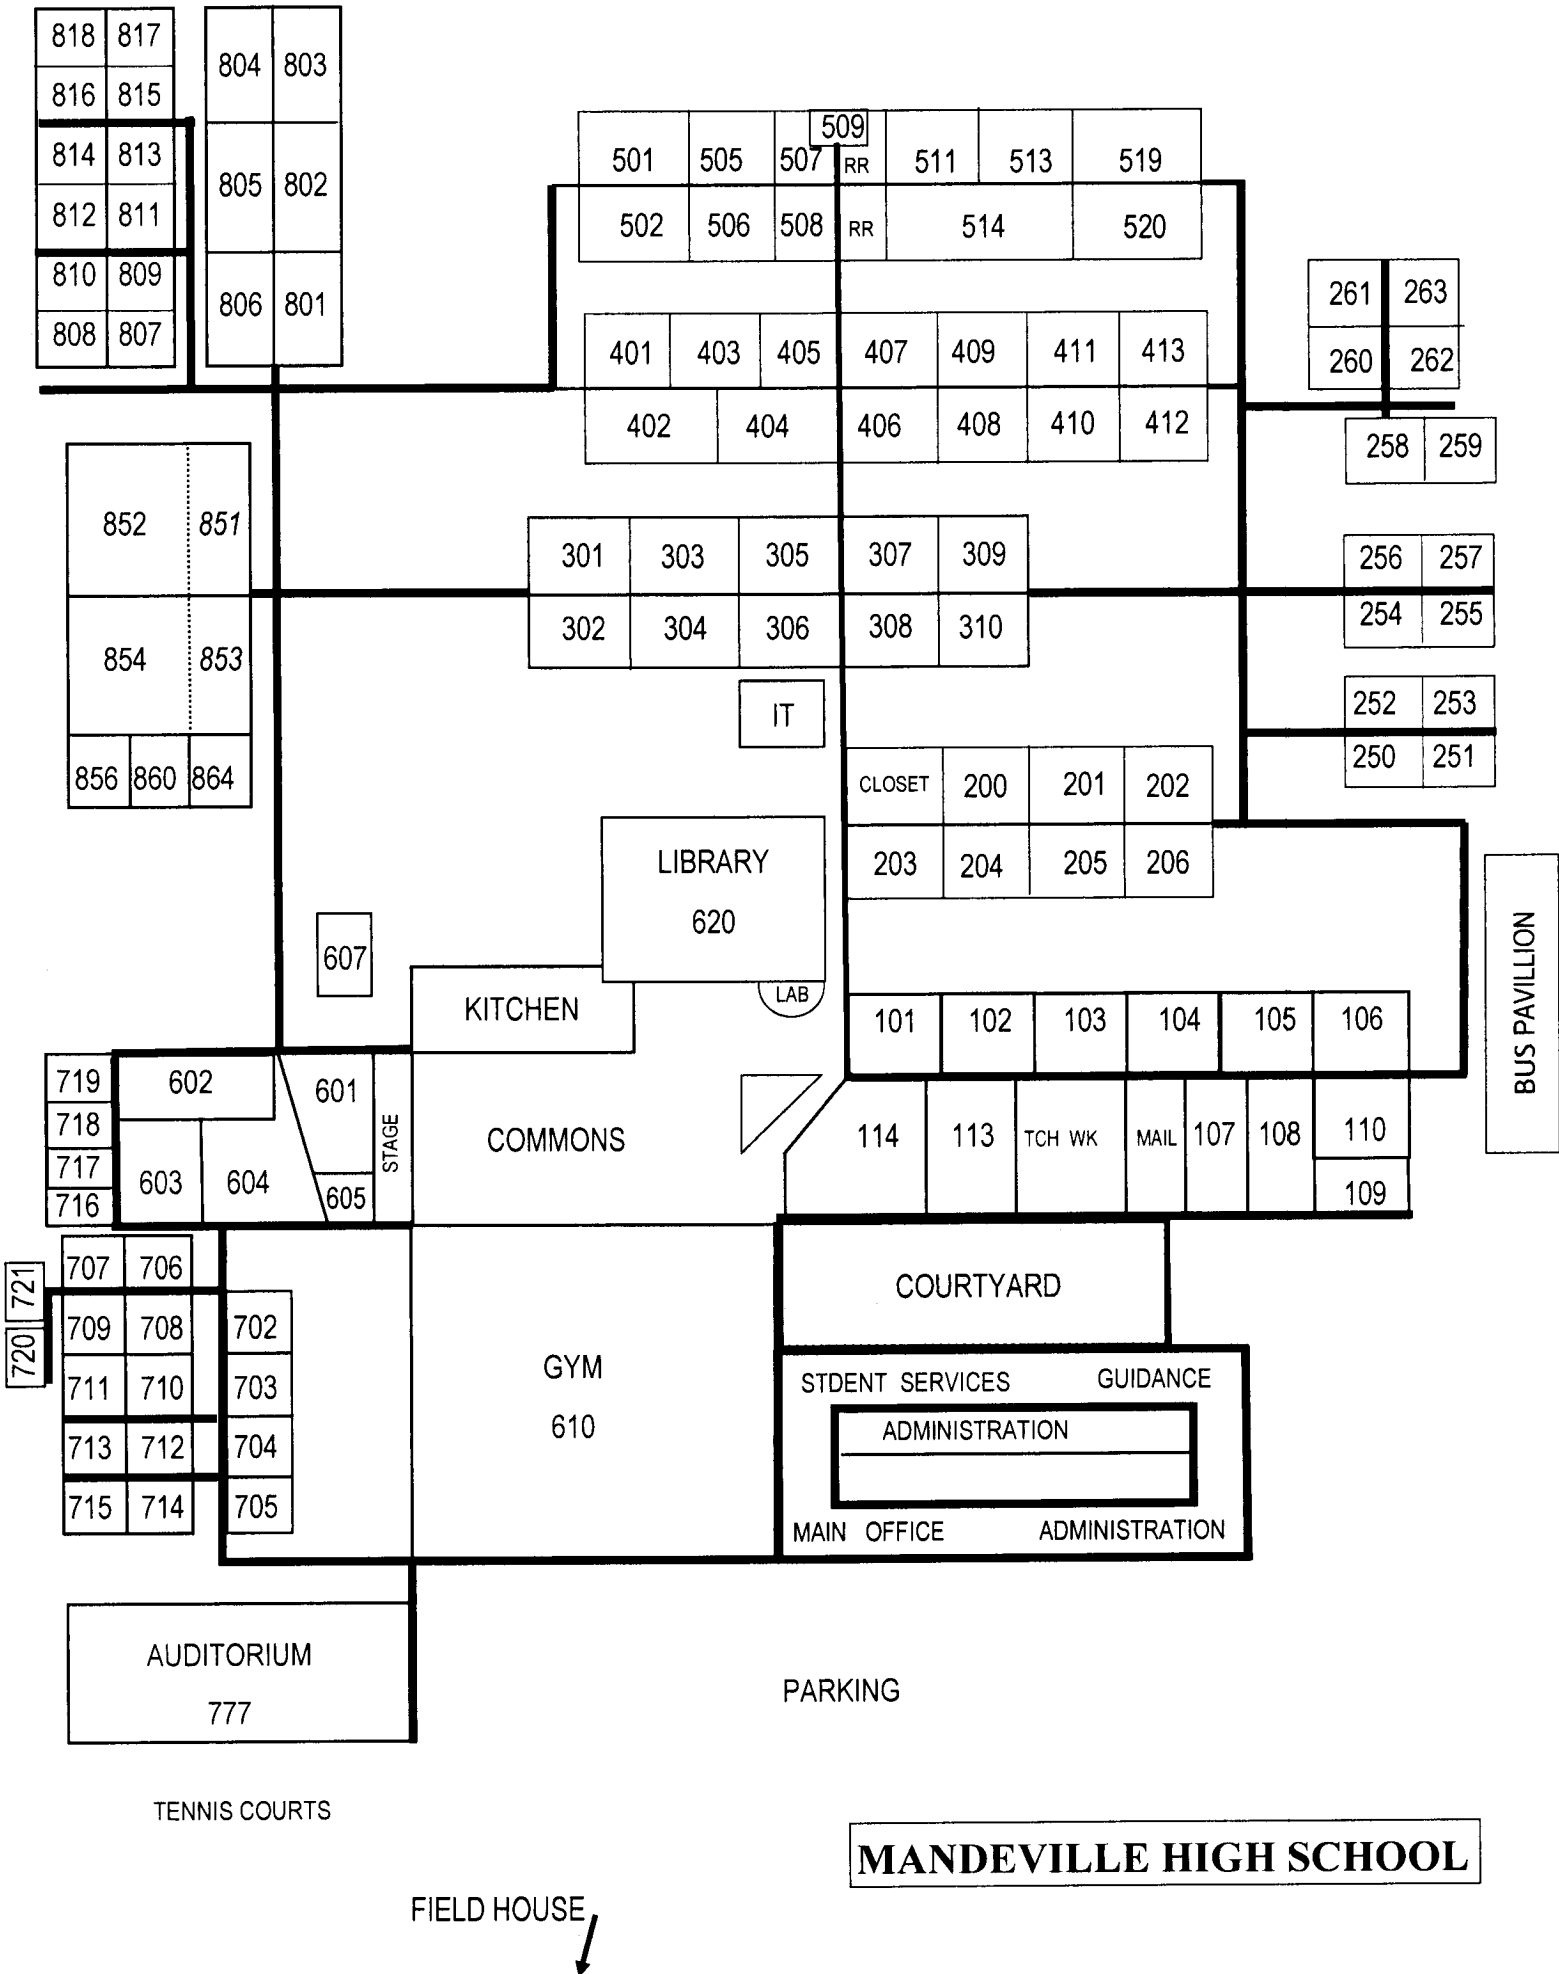 818 817
804 803
816 815
509
501 505 507 RR 511 513 519
814 813
805 802
812 811
502 506 508 RR 514 520
810 809
806 801
261 263
808 807
401 403 405 407 409 411 413
260 262
402 404 406 408 410 412
258 259
852 851
301 303 305 307 309
256 257
302 304 306 308 310
254 255
854 853
IT
252 253
250 251
856 860 864
CLOSET 200 201 202
LIBRARY
620
203 204 205 206
607
KITCHEN
LAB
101 102 103 104 105 106
BUS PAVILLION
719
602
601
718
STAGE
COMMONS
114 113 TCH WK MAIL 107 108 110
717
603 604
605
716
109
707 706
721
COURTYARD
709 708 702
720
GYM
610
STDENT SERVICES GUIDANCE
711 710 703
ADMINISTRATION
713 712 704
715 714 705
MAIN OFFICE ADMINISTRATION
AUDITORIUM
777
PARKING
TENNIS COURTS
MANDEVILLE HIGH SCHOOL
FIELD HOUSE